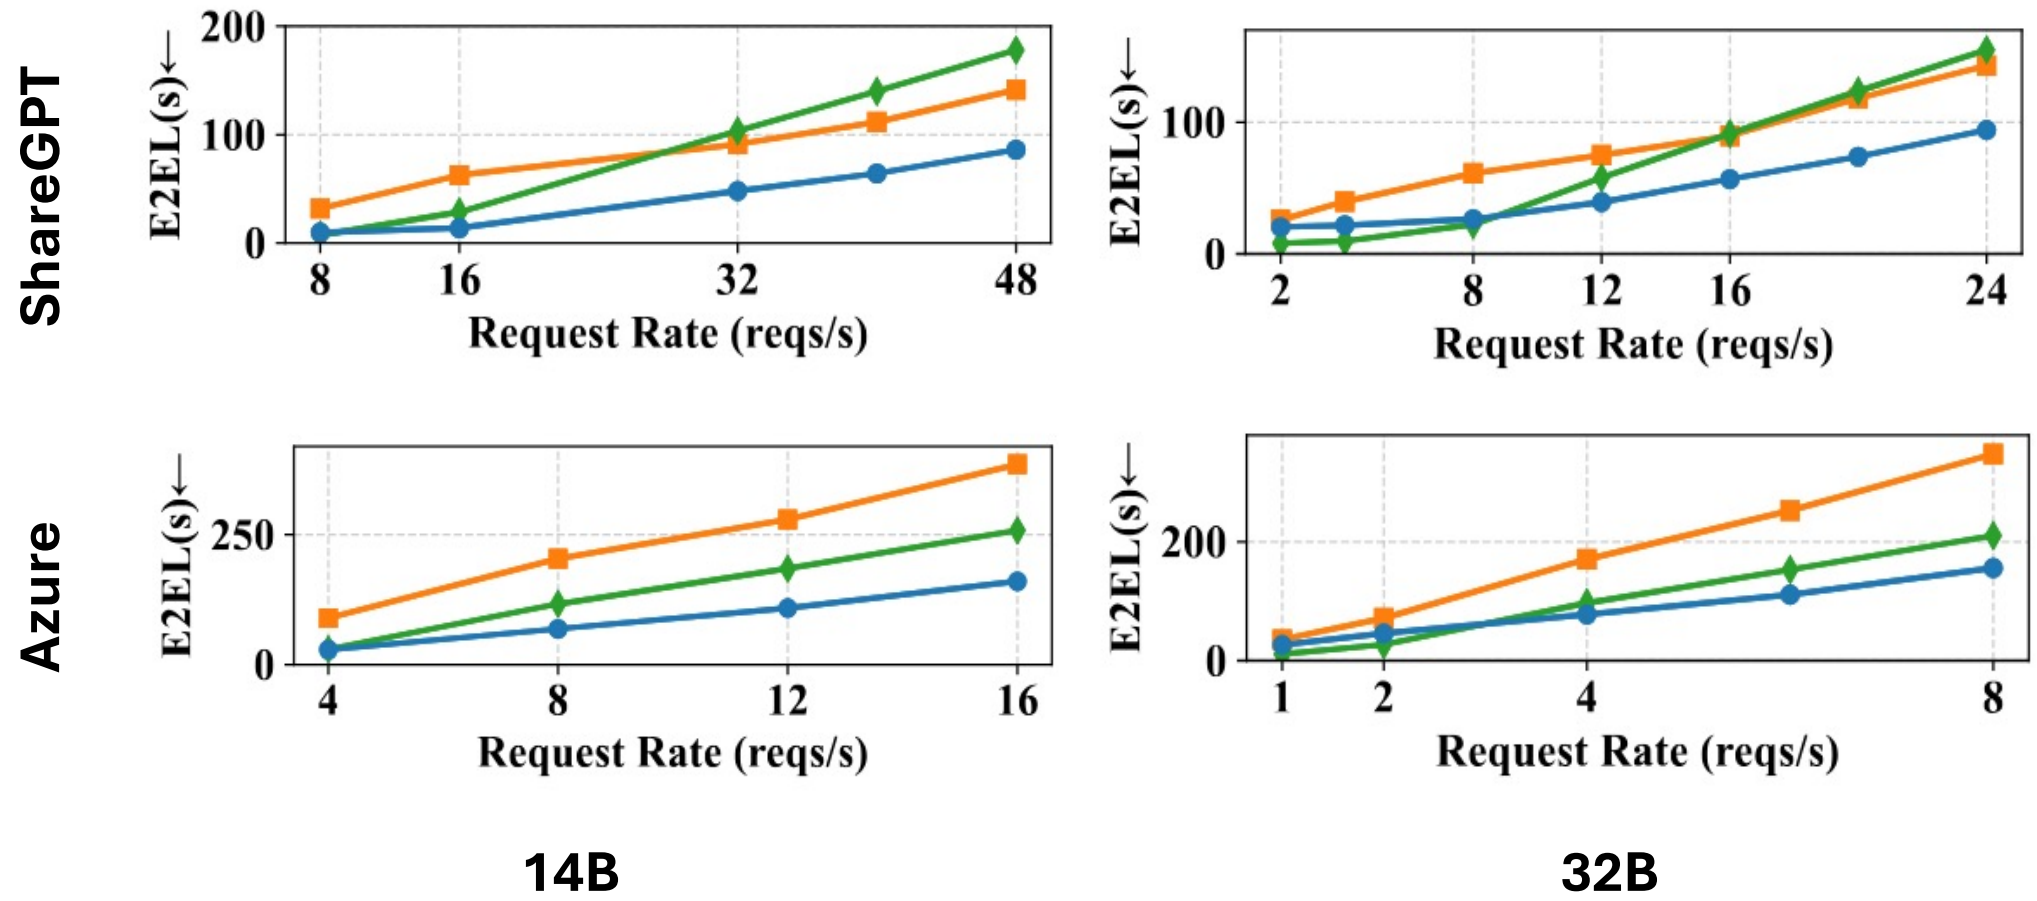 ShareGPT
E2EL(s)←
200
100
0
8 16 32 48
Request Rate (reqs/s)
E2EL(s)←
100
0
2 8 12 16 24
Request Rate (reqs/s)
Azure
E2EL(s)←
250
0
4 8 12 16
Request Rate (reqs/s)
E2EL(s)←
200
0
1 2 4 8
Request Rate (reqs/s)
14B
32B